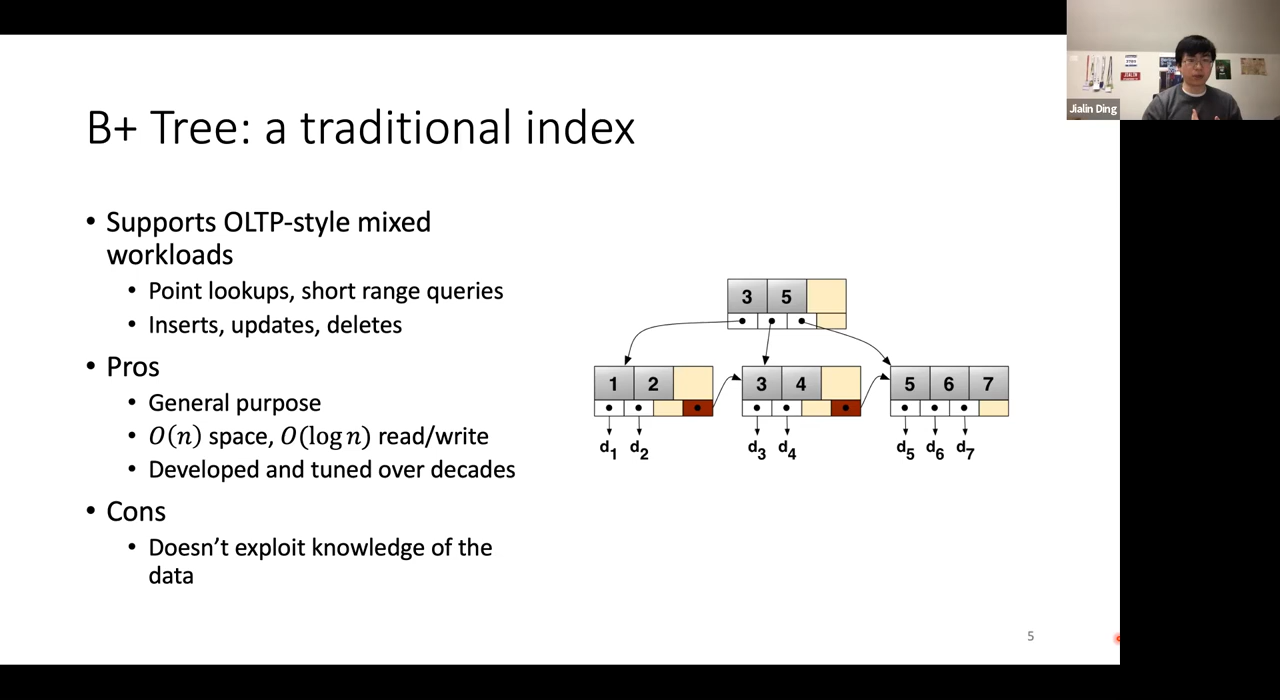 Jialin Ding
B+ Tree: a traditional index
• Supports OLTP-style mixed
workloads
• Point lookups, short range queries
• Inserts, updates, deletes
• Pros
• General purpose
• O(n) space, O(log n) read/write
• Developed and tuned over decades
• Cons
• Doesn’t exploit knowledge of the
data
3 5
1 2 3 4 5 6 7
d₁ d₂ d₃ d₄ d₅ d₆ d₇
5